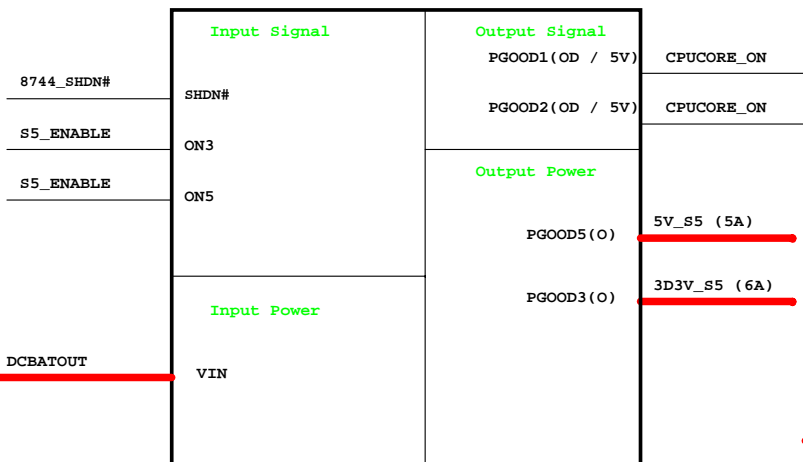 Input Signal
Output Signal
PGOOD1(OD / 5V)
CPUCORE_ON
8744_SHDN#
SHDN#
PGOOD2(OD / 5V)
CPUCORE_ON
S5_ENABLE
ON3
Output Power
S5_ENABLE
ON5
5V_S5 (5A)
PGOOD5(O)
3D3V_S5 (6A)
PGOOD3(O)
Input Power
DCBATOUT
VIN